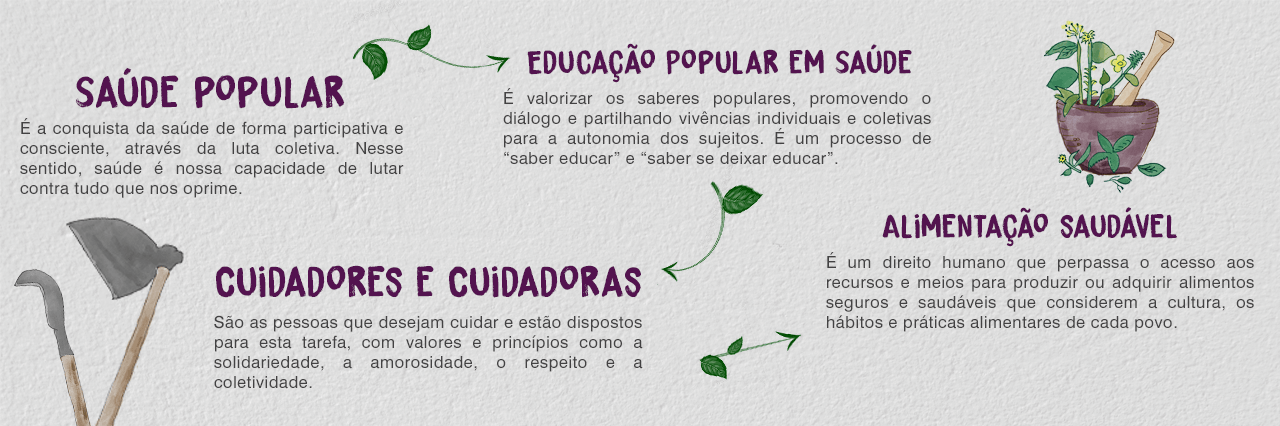 SAÚDE POPULAR
É a conquista da saúde de forma participativa e
consciente, através da luta coletiva. Nesse
sentido, saúde é nossa capacidade de lutar
contra tudo que nos oprime.
EDUCAÇÃO POPULAR EM SAÚDE
É valorizar os saberes populares, promovendo o
diálogo e partilhando vivências individuais e coletivas
para a autonomia dos sujeitos. É um processo de
“saber educar” e “saber se deixar educar”.
CUIDADORES E CUIDADORAS
São as pessoas que desejam cuidar e estão dispostos
para esta tarefa, com valores e princípios como a
solidariedade, a amorosidade, o respeito e a
coletividade.
ALIMENTAÇÃO SAUDÁVEL
É um direito humano que perpassa o acesso aos
recursos e meios para produzir ou adquirir alimentos
seguros e saudáveis que considerem a cultura, os
hábitos e práticas alimentares de cada povo.